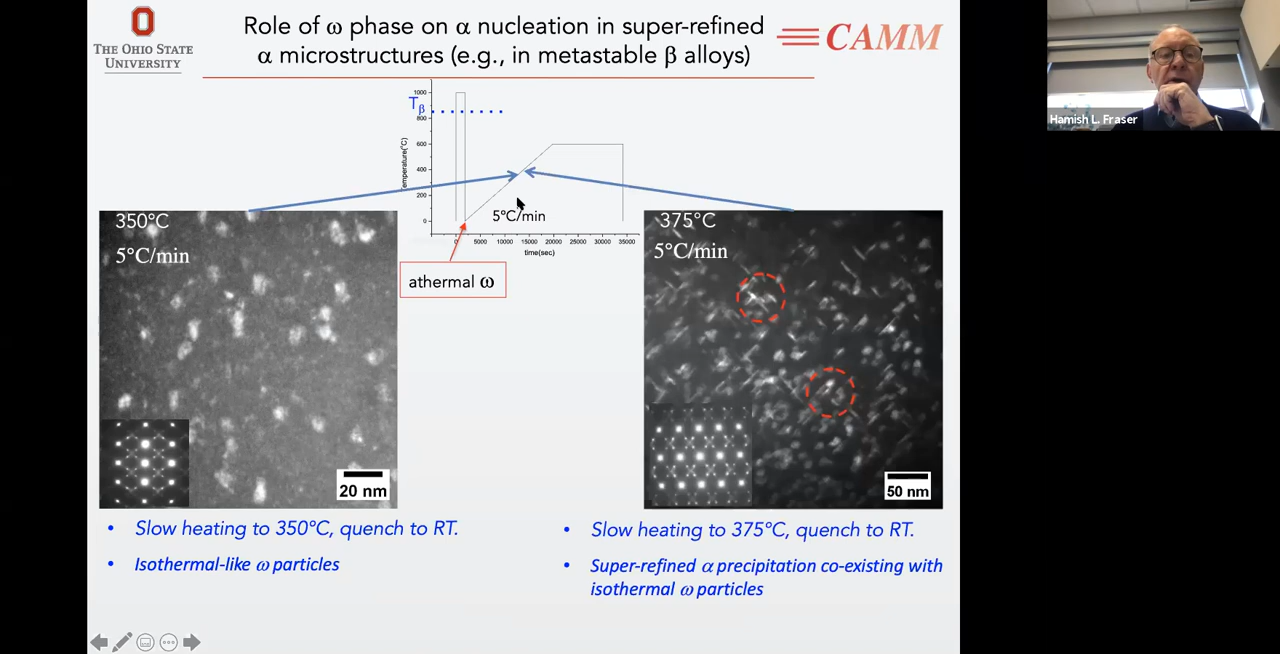 THE OHIO STATE
UNIVERSITY
Role of ω phase on α nucleation in super-refined
α microstructures (e.g., in metastable β alloys)
CAMM
Hamish L. Fraser
Tβ
1000
800
600
400
200
0
Temperature(°C)
5°C/min
0 5000 10000 15000 20000 25000 30000 35000
time(sec)
athermal ω
350°C
5°C/min
20 nm
375°C
5°C/min
50 nm
• Slow heating to 350°C, quench to RT.
• Isothermal-like ω particles
• Slow heating to 375°C, quench to RT.
• Super-refined α precipitation co-existing with
isothermal ω particles